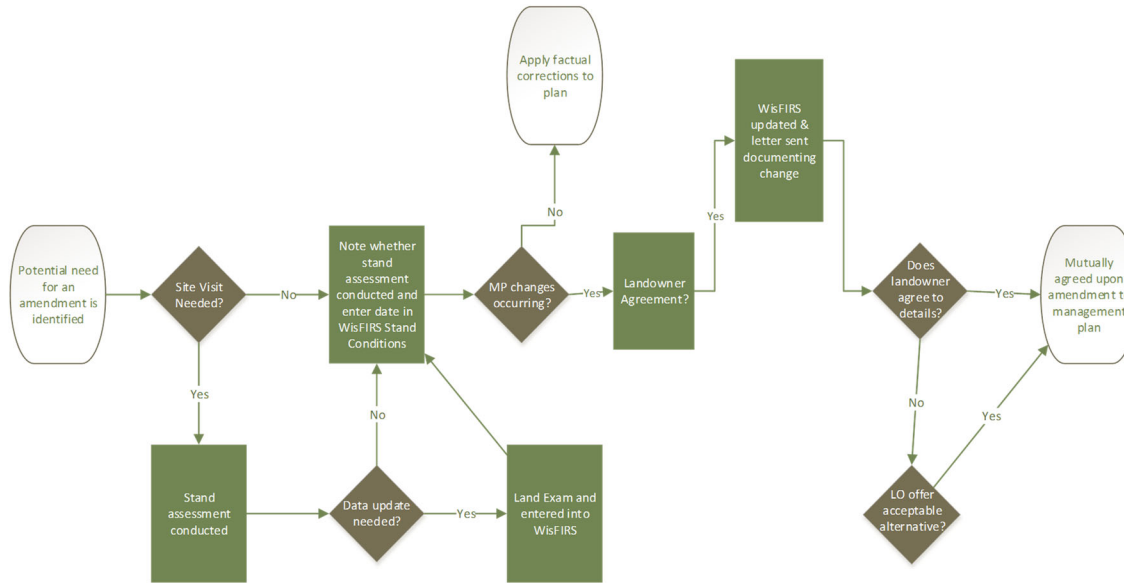 Potential need
for an
amendment is
identified
Site Visit
Needed?
No
Yes
Stand
assessment
conducted
Data update
needed?
No
Yes
Land Exam and
entered into
WisFIRS
Note whether
stand
assessment
conducted and
enter date in
WisFIRS Stand
Conditions
MP changes
occurring?
No
Apply factual
corrections to
plan
Yes
Landowner
Agreement?
Yes
WisFIRS
updated &
letter sent
documenting
change
Does
landowner
agree to
details?
Yes
No
LO offer
acceptable
alternative?
Yes
Mutually
agreed upon
amendment t
management
plan